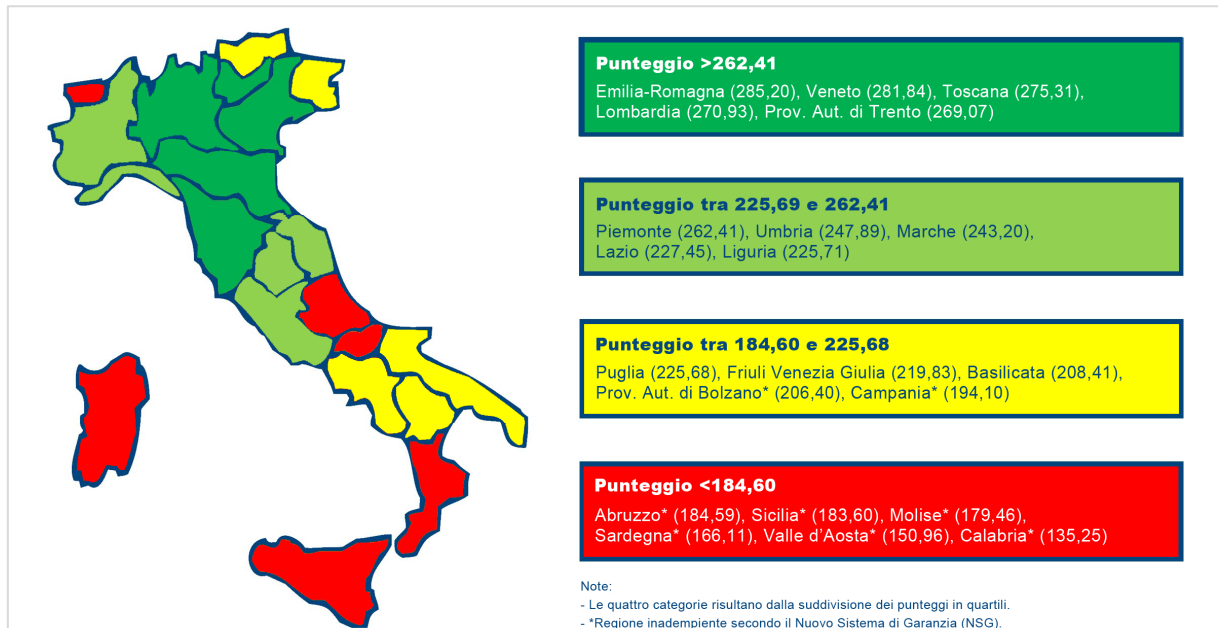 Punteggio >262,41
Emilia-Romagna (285,20), Veneto (281,84), Toscana (275,31),
Lombardia (270,93), Prov. Aut. di Trento (269,07)
Punteggio tra 225,69 e 262,41
Piemonte (262,41), Umbria (247,89), Marche (243,20),
Lazio (227,45), Liguria (225,71)
Punteggio tra 184,60 e 225,68
Puglia (225,68), Friuli Venezia Giulia (219,83), Basilicata (208,41),
Prov. Aut. di Bolzano* (206,40), Campania* (194,10)
Punteggio <184,60
Abruzzo* (184,59), Sicilia* (183,60), Molise* (179,46),
Sardegna* (166,11), Valle d’Aosta* (150,96), Calabria* (135,25)
Note:
- Le quattro categorie risultano dalla suddivisione dei punteggi in quartili.
- *Regione inadempiente secondo il Nuovo Sistema di Garanzia (NSG).